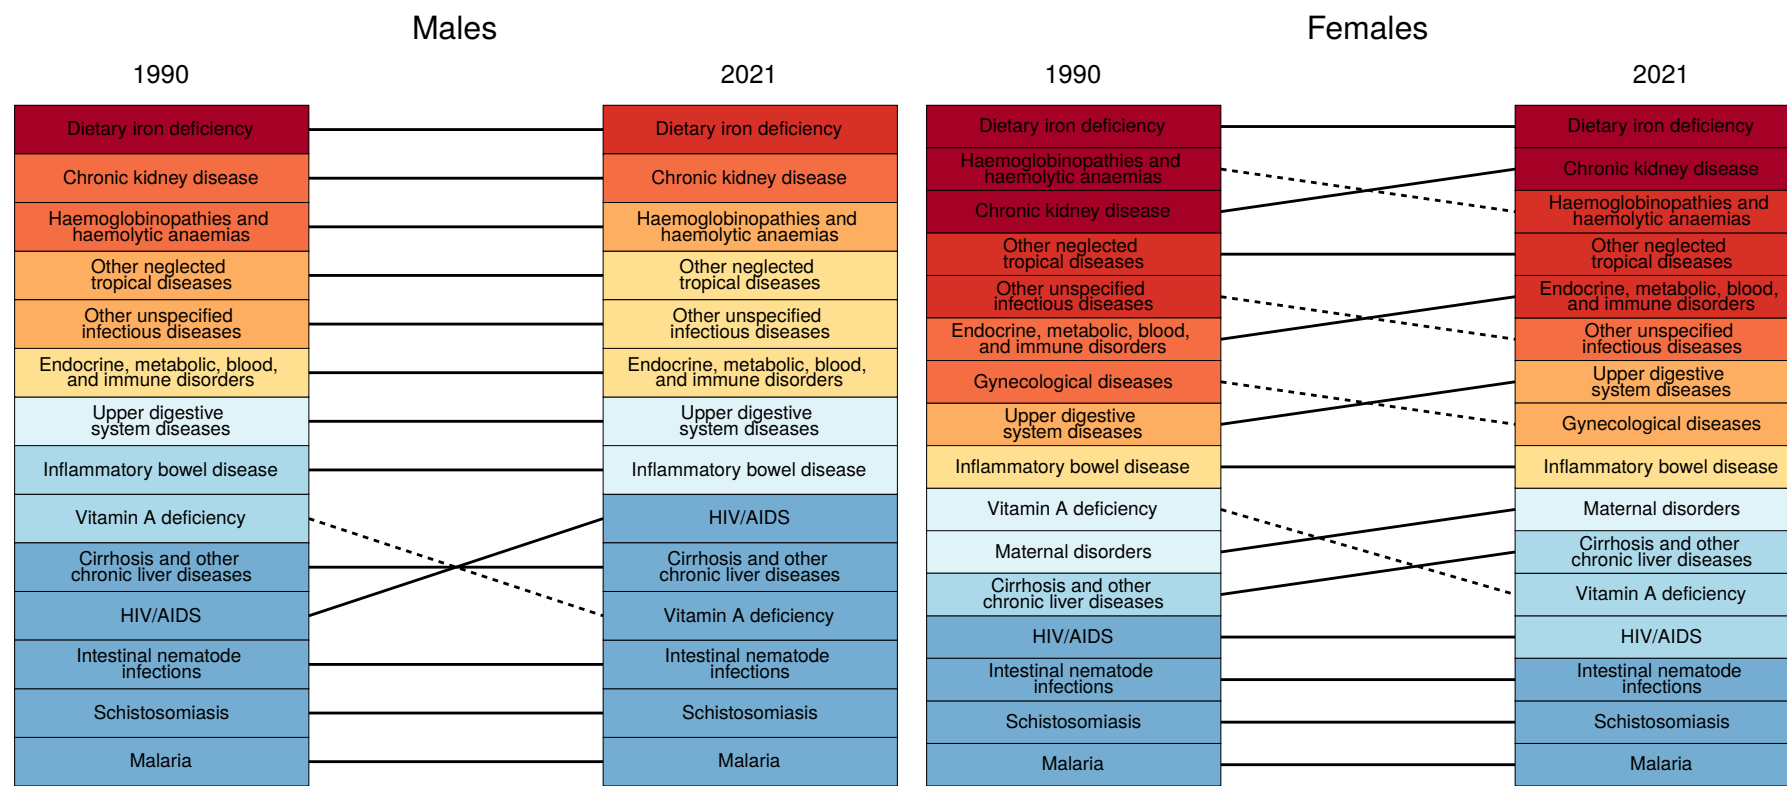 Males
1990
2021
Dietary iron deficiency
Chronic kidney disease
Haemoglobinopathies and
haemolytic anaemias
Other neglected
tropical diseases
Other unspecified
infectious diseases
Endocrine, metabolic, blood,
and immune disorders
Upper digestive
system diseases
Inflammatory bowel disease
Vitamin A deficiency
Cirrhosis and other
chronic liver diseases
HIV/AIDS
Intestinal nematode
infections
Schistosomiasis
Malaria
Dietary iron deficiency
Chronic kidney disease
Haemoglobinopathies and
haemolytic anaemias
Other neglected
tropical diseases
Other unspecified
infectious diseases
Endocrine, metabolic, blood,
and immune disorders
Upper digestive
system diseases
Inflammatory bowel disease
HIV/AIDS
Cirrhosis and other
chronic liver diseases
Vitamin A deficiency
Intestinal nematode
infections
Schistosomiasis
Malaria
Females
1990
2021
Dietary iron deficiency
Haemoglobinopathies and
haemolytic anaemias
Chronic kidney disease
Other neglected
tropical diseases
Other unspecified
infectious diseases
Endocrine, metabolic, blood,
and immune disorders
Gynecological diseases
Upper digestive
system diseases
Inflammatory bowel disease
Vitamin A deficiency
Maternal disorders
Cirrhosis and other
chronic liver diseases
HIV/AIDS
Intestinal nematode
infections
Schistosomiasis
Malaria
Dietary iron deficiency
Chronic kidney disease
Haemoglobinopathies and
haemolytic anaemias
Other neglected
tropical diseases
Endocrine, metabolic, blood,
and immune disorders
Other unspecified
infectious diseases
Upper digestive
system diseases
Gynecological diseases
Inflammatory bowel disease
Maternal disorders
Cirrhosis and other
chronic liver diseases
Vitamin A deficiency
HIV/AIDS
Intestinal nematode
infections
Schistosomiasis
Malaria